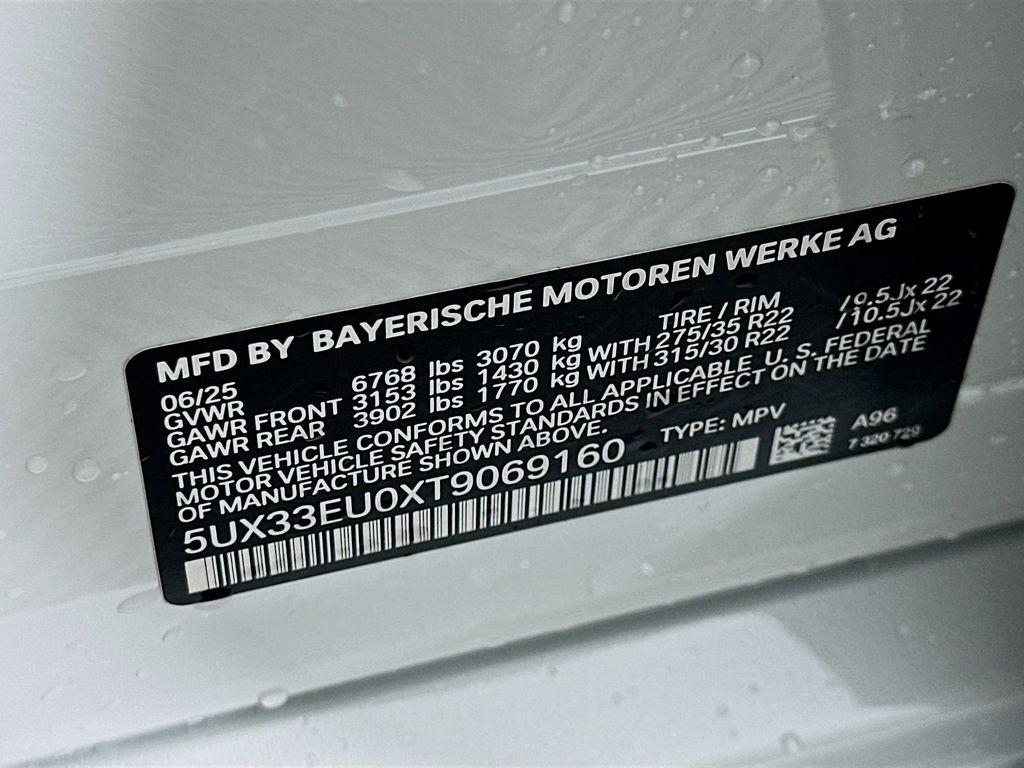 MFD BY BAYERISCHE MOTOREN WERKE AG
06/25 TIRE / RIM
GVWR 6768 lbs 3070 kg
GAWR FRONT 3153 lbs 1430 kg WITH 275/35 R22 /9.5Jx 22
GAWR REAR 3902 lbs 1770 kg WITH 315/30 R22 /10.5Jx 22
THIS VEHICLE CONFORMS TO ALL APPLICABLE U. S. FEDERAL
MOTOR VEHICLE SAFETY STANDARDS IN EFFECT ON THE DATE
OF MANUFACTURE SHOWN ABOVE.
5UX33EU0XT9069160 TYPE: MPV A96
7 320 729